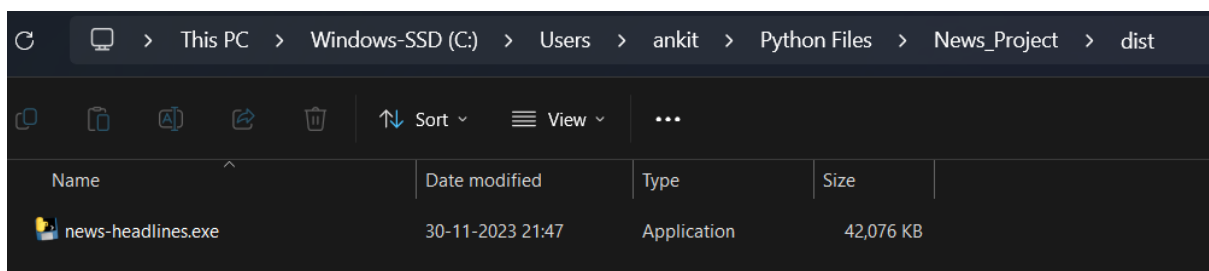 This PC > Windows-SSD (C:) > Users > ankit > Python Files > News_Project > dist
Sort View ...
Name Date modified Type Size
news-headlines.exe 30-11-2023 21:47 Application 42,076 KB